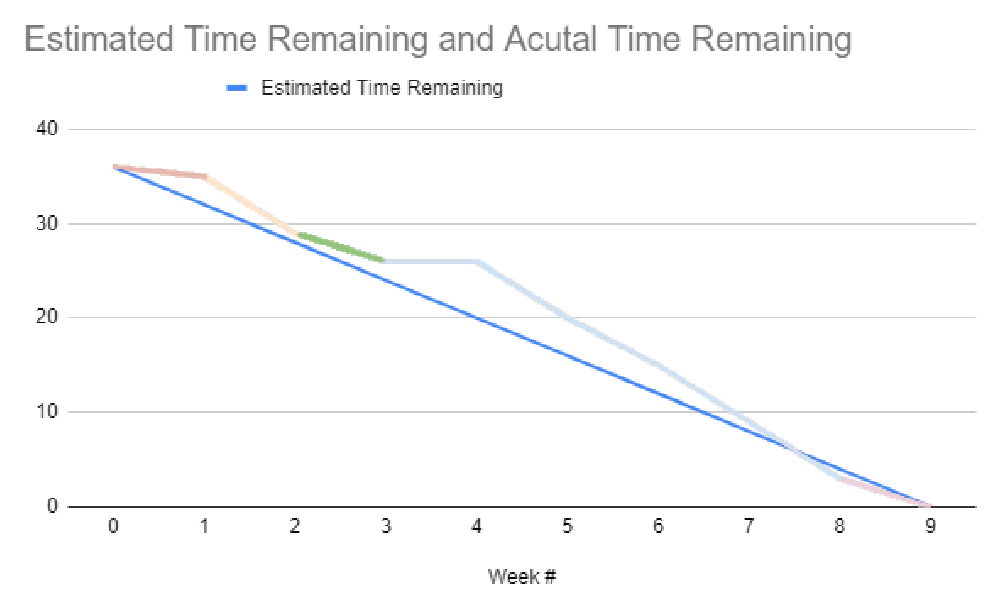 Estimated Time Remaining and Acutal Time Remaining
Estimated Time Remaining
40
30
20
10
0
0 1 2 3 4 5 6 7 8 9
Week #